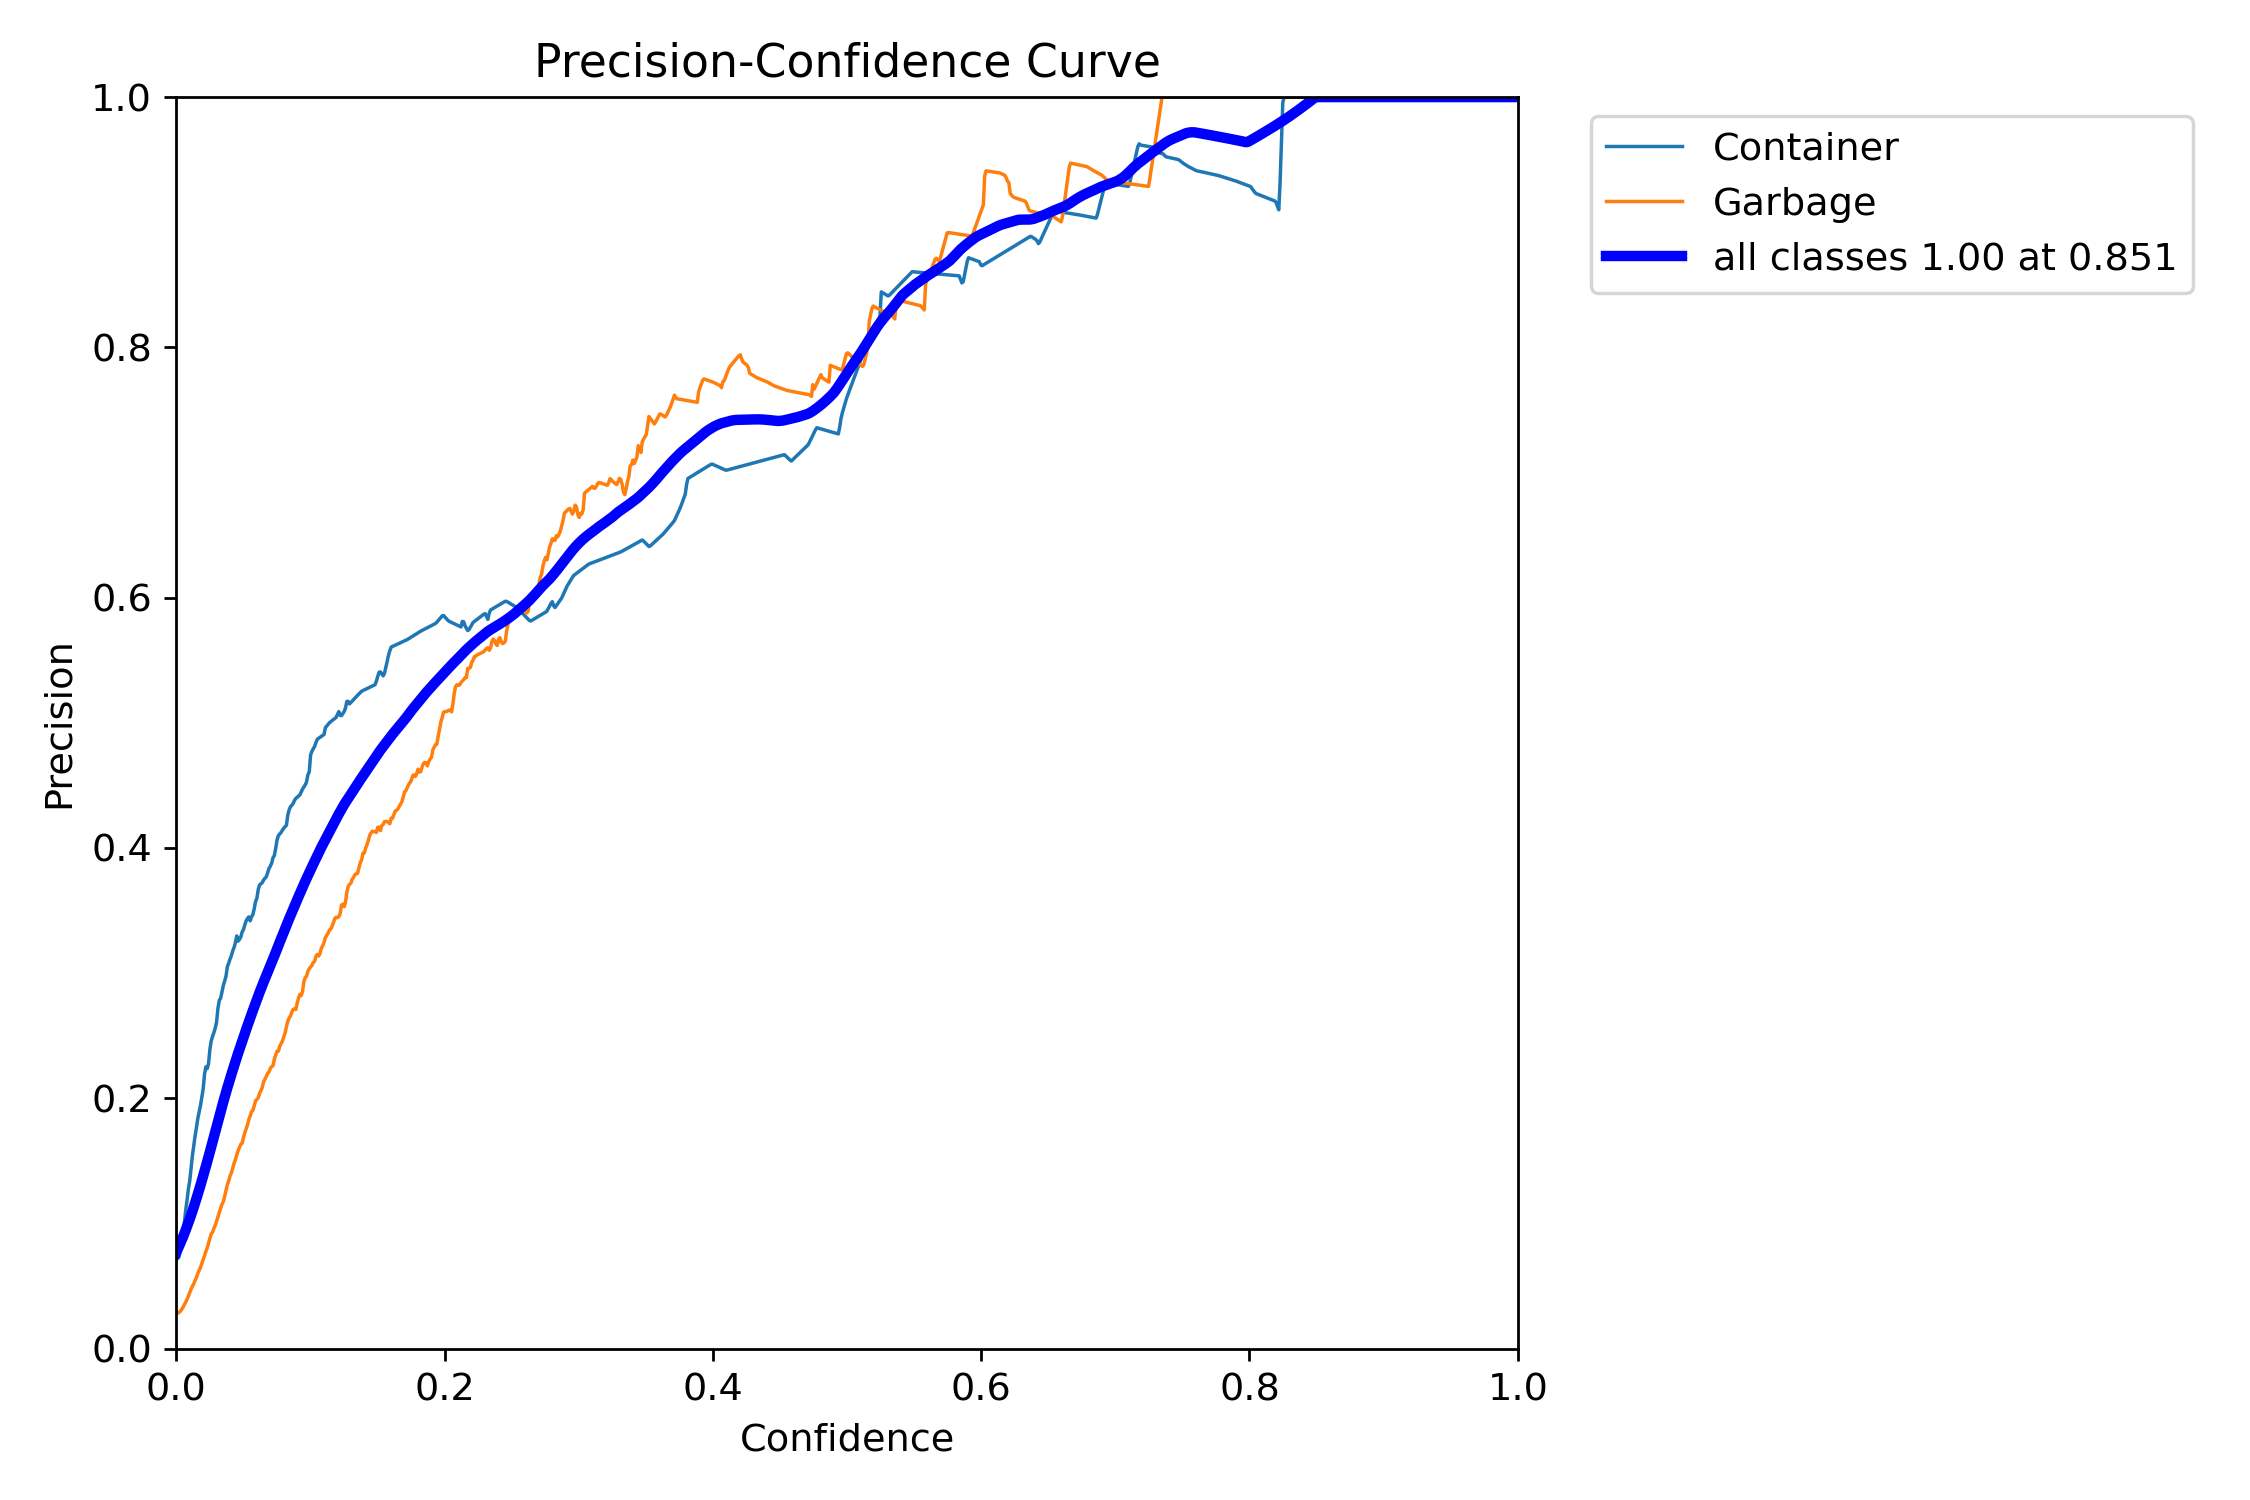 Precision-Confidence Curve
1.0
0.8
0.6
0.4
0.2
0.0
Precision
0.0 0.2 0.4 0.6 0.8 1.0
Confidence
Container
Garbage
all classes 1.00 at 0.851